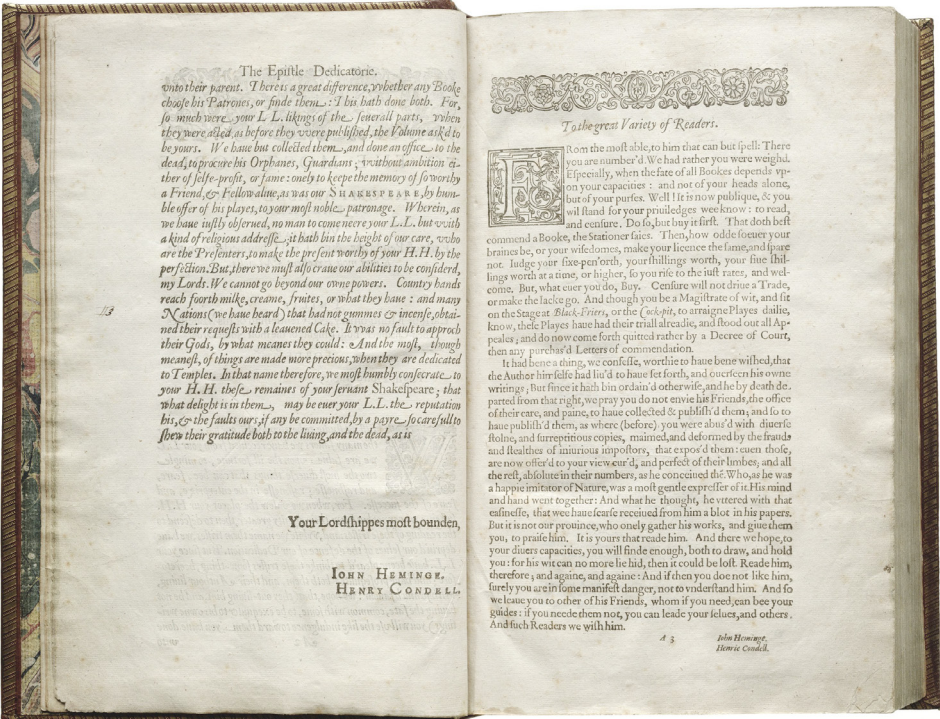 The Epistle Dedicatorie.
vnto their parent. There is a great difference, vvhether any Booke
choose his Patrones, or finde them: This hath done both. For,
so much were your L L. likings of the seuerall parts, vvhen
they were acted, as before they vvere published, the Volume ask'd to
be yours. We haue but collected them, and done an office to the
dead, to procure his Orphanes, Guardians; vvithout ambition ei-
ther of selfe-profit, or fame: onely to keepe the memory of so worthy
a Friend, & Fellow aliue, as was our SHAKESPEARE, by hum-
ble offer of his playes, to your most noble patronage. Wherein, as
we haue iustly obserued, no man to come neere your L.L. but vvith
a kind of religious addresse; it hath bin the height of our care, vvho
are the Presenters, to make the present worthy of your H.H. by the
perfection. But, there we must also craue our abilities to be considerd,
my Lords. We cannot go beyond our owne powers. Country hands
reach foorth milke, creame, fruites, or what they haue : and many
Nations (we haue heard) that had not gummes & incense, obtai-
ned their requests with a leauened Cake. It vvas no fault to approch
their Gods, by what meanes they could: And the most, though
meanest, of things are made more precious, when they are dedicated
to Temples. In that name therefore, we most humbly consecrate to
your H. H. these remaines of your seruant Shakespeare; that
what delight is in them, may be euer your L.L. the reputation
his, & the faults ours, if any be committed, by a payre so carefull to
shew their gratitude both to the liuing, and the dead, as is
Your Lordshippes most bounden,
IOHN HEMINGE.
HENRY CONDELL.
To the great Variety of Readers.
FRom the most able, to him that can but spell: There
you are number'd. We had rather you were weighd.
Especially, when the fate of all Bookes depends vp-
on your capacities : and not of your heads alone,
but of your purses. Well! It is now publique, & you
wil stand for your priuiledges wee know : to read,
and censure. Do so, but buy it first. That doth best
commend a Booke, the Stationer saies. Then, how odde soeuer your
braines be, or your wisedomes, make your licence the same, and spare
not. Iudge your sixe-pen'orth, your shillings worth, your fiue shil-
lings worth at a time, or higher, so you rise to the iust rates, and wel-
come. But, what euer you do, Buy. Censure will not driue a Trade,
or make the Iacke go. And though you be a Magistrate of wit, and sit
on the Stage at Black-Friers, or the Cock-pit, to arraigne Playes dailie,
know, these Playes haue had their triall alreadie, and stood out all Ap-
peales; and do now come forth quitted rather by a Decree of Court,
then any purchas'd Letters of commendation.
It had bene a thing, we confesse, worthie to haue bene wished, that
the Author himselfe had liu'd to haue set forth, and ouerseen his owne
writings; But since it hath bin ordain'd otherwise, and he by death de-
parted from that right, we pray you do not envie his Friends, the office
of their care, and paine, to haue collected & publish'd them; and so to
haue publish'd them, as where (before) you were abus'd with diuerse
stolne, and surreptitious copies, maimed, and deformed by the frauds
and stealthes of iniurious impostors, that expos'd them : euen those,
are now offer'd to your view cur'd, and perfect of their limbes; and all
the rest, absolute in their numbers, as he conceiued thē. Who, as he was
a happie imitator of Nature, was a most gentle expresser of it. His mind
and hand went together: And what he thought, he vttered with that
easinesse, that wee haue scarse receiued from him a blot in his papers.
But it is not our prouince, who onely gather his works, and giue them
you, to praise him. It is yours that reade him. And there we hope, to
your diuers capacities, you will finde enough, both to draw, and hold
you : for his wit can no more lie hid, then it could be lost. Reade him,
therefore; and againe, and againe : And if then you doe not like him,
surely you are in some manifest danger, not to vnderstand him. And so
we leaue you to other of his Friends, whom if you need, can bee your
guides : if you neede them not, you can leade your selues, and others.
And such Readers we wish him.
A 3 Iohn Heminge.
Henrie Condell.